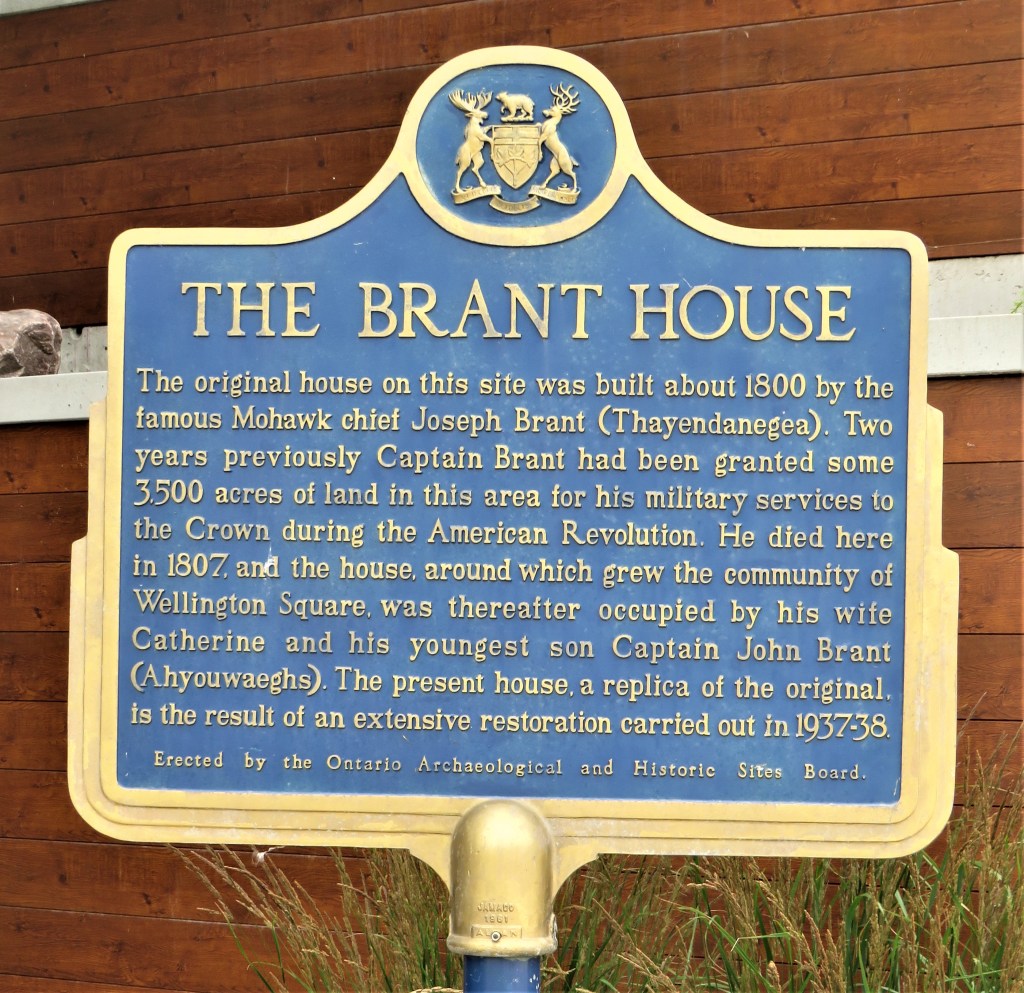 THE BRANT HOUSE
The original house on this site was built about 1800 by the
famous Mohawk chief Joseph Brant (Thayendanegea). Two
years previously Captain Brant had been granted some
3,500 acres of land in this area for his military services to
the Crown during the American Revolution. He died here
in 1807, and the house, around which grew the community of
Wellington Square, was thereafter occupied by his wife
Catherine and his youngest son Captain John Brant
(Ahyouwaeghs). The present house, a replica of the original,
is the result of an extensive restoration carried out in 1937-38.
Erected by the Ontario Archaeological and Historic Sites Board.
1961